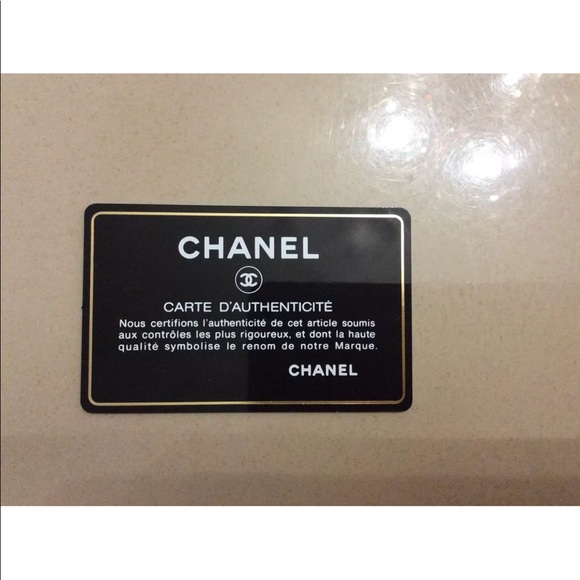 CHANEL
CARTE D'AUTHENTICITÉ
Nous certifions l'authenticité de cet article soumis
aux contrôles les plus rigoureux, et dont la haute
qualité symbolise le renom de notre Marque.
CHANEL